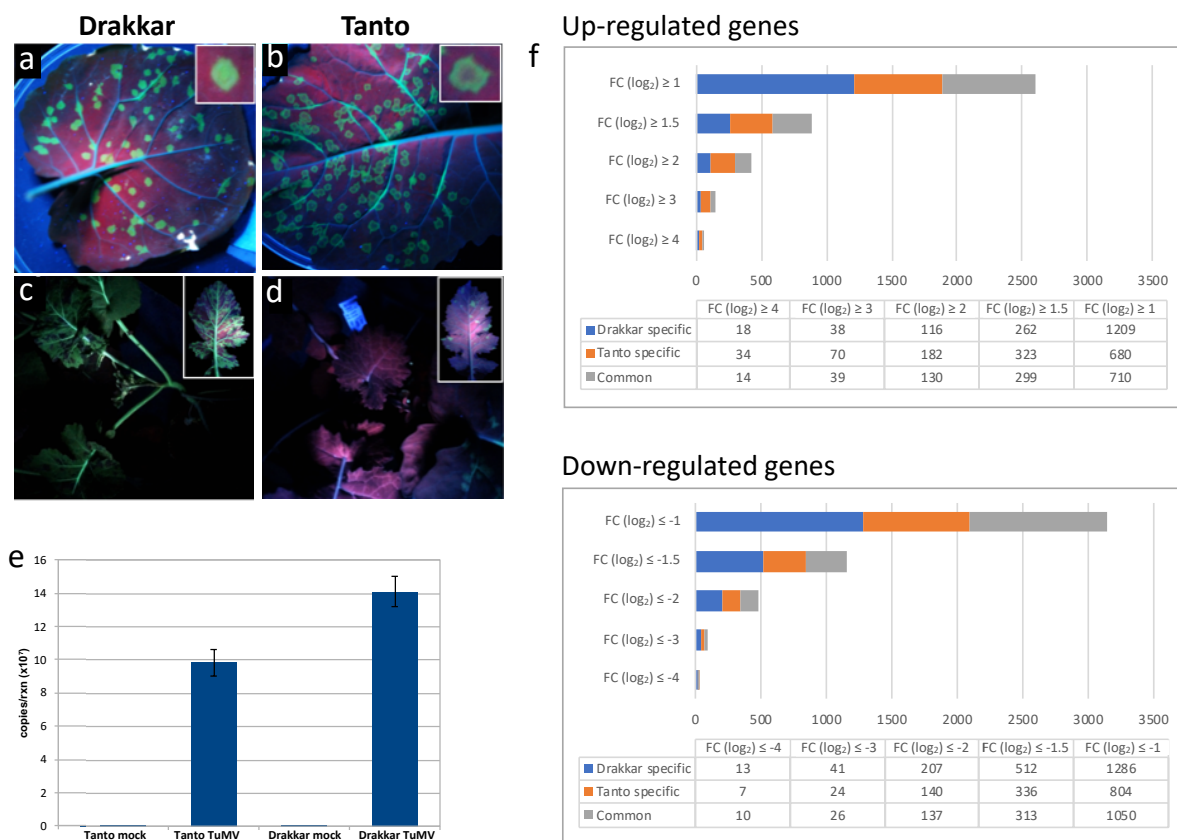 Drakkar
Tanto
a
b
c
d
e
16
14
12
10
8
6
4
2
0
copies/rxn (x10⁷)
Tanto mock
Tanto TuMV
Drakkar mock
Drakkar TuMV
f
Up-regulated genes
FC (log₂) ≥ 1
FC (log₂) ≥ 1.5
FC (log₂) ≥ 2
FC (log₂) ≥ 3
FC (log₂) ≥ 4
0 500 1000 1500 2000 2500 3000 3500
FC (log₂) ≥ 4 FC (log₂) ≥ 3 FC (log₂) ≥ 2 FC (log₂) ≥ 1.5 FC (log₂) ≥ 1
Drakkar specific 18 38 116 262 1209
Tanto specific 34 70 182 323 680
Common 14 39 130 299 710
Down-regulated genes
FC (log₂) ≤ -1
FC (log₂) ≤ -1.5
FC (log₂) ≤ -2
FC (log₂) ≤ -3
FC (log₂) ≤ -4
0 500 1000 1500 2000 2500 3000 3500
FC (log₂) ≤ -4 FC (log₂) ≤ -3 FC (log₂) ≤ -2 FC (log₂) ≤ -1.5 FC (log₂) ≤ -1
Drakkar specific 13 41 207 512 1286
Tanto specific 7 24 140 336 804
Common 10 26 137 313 1050